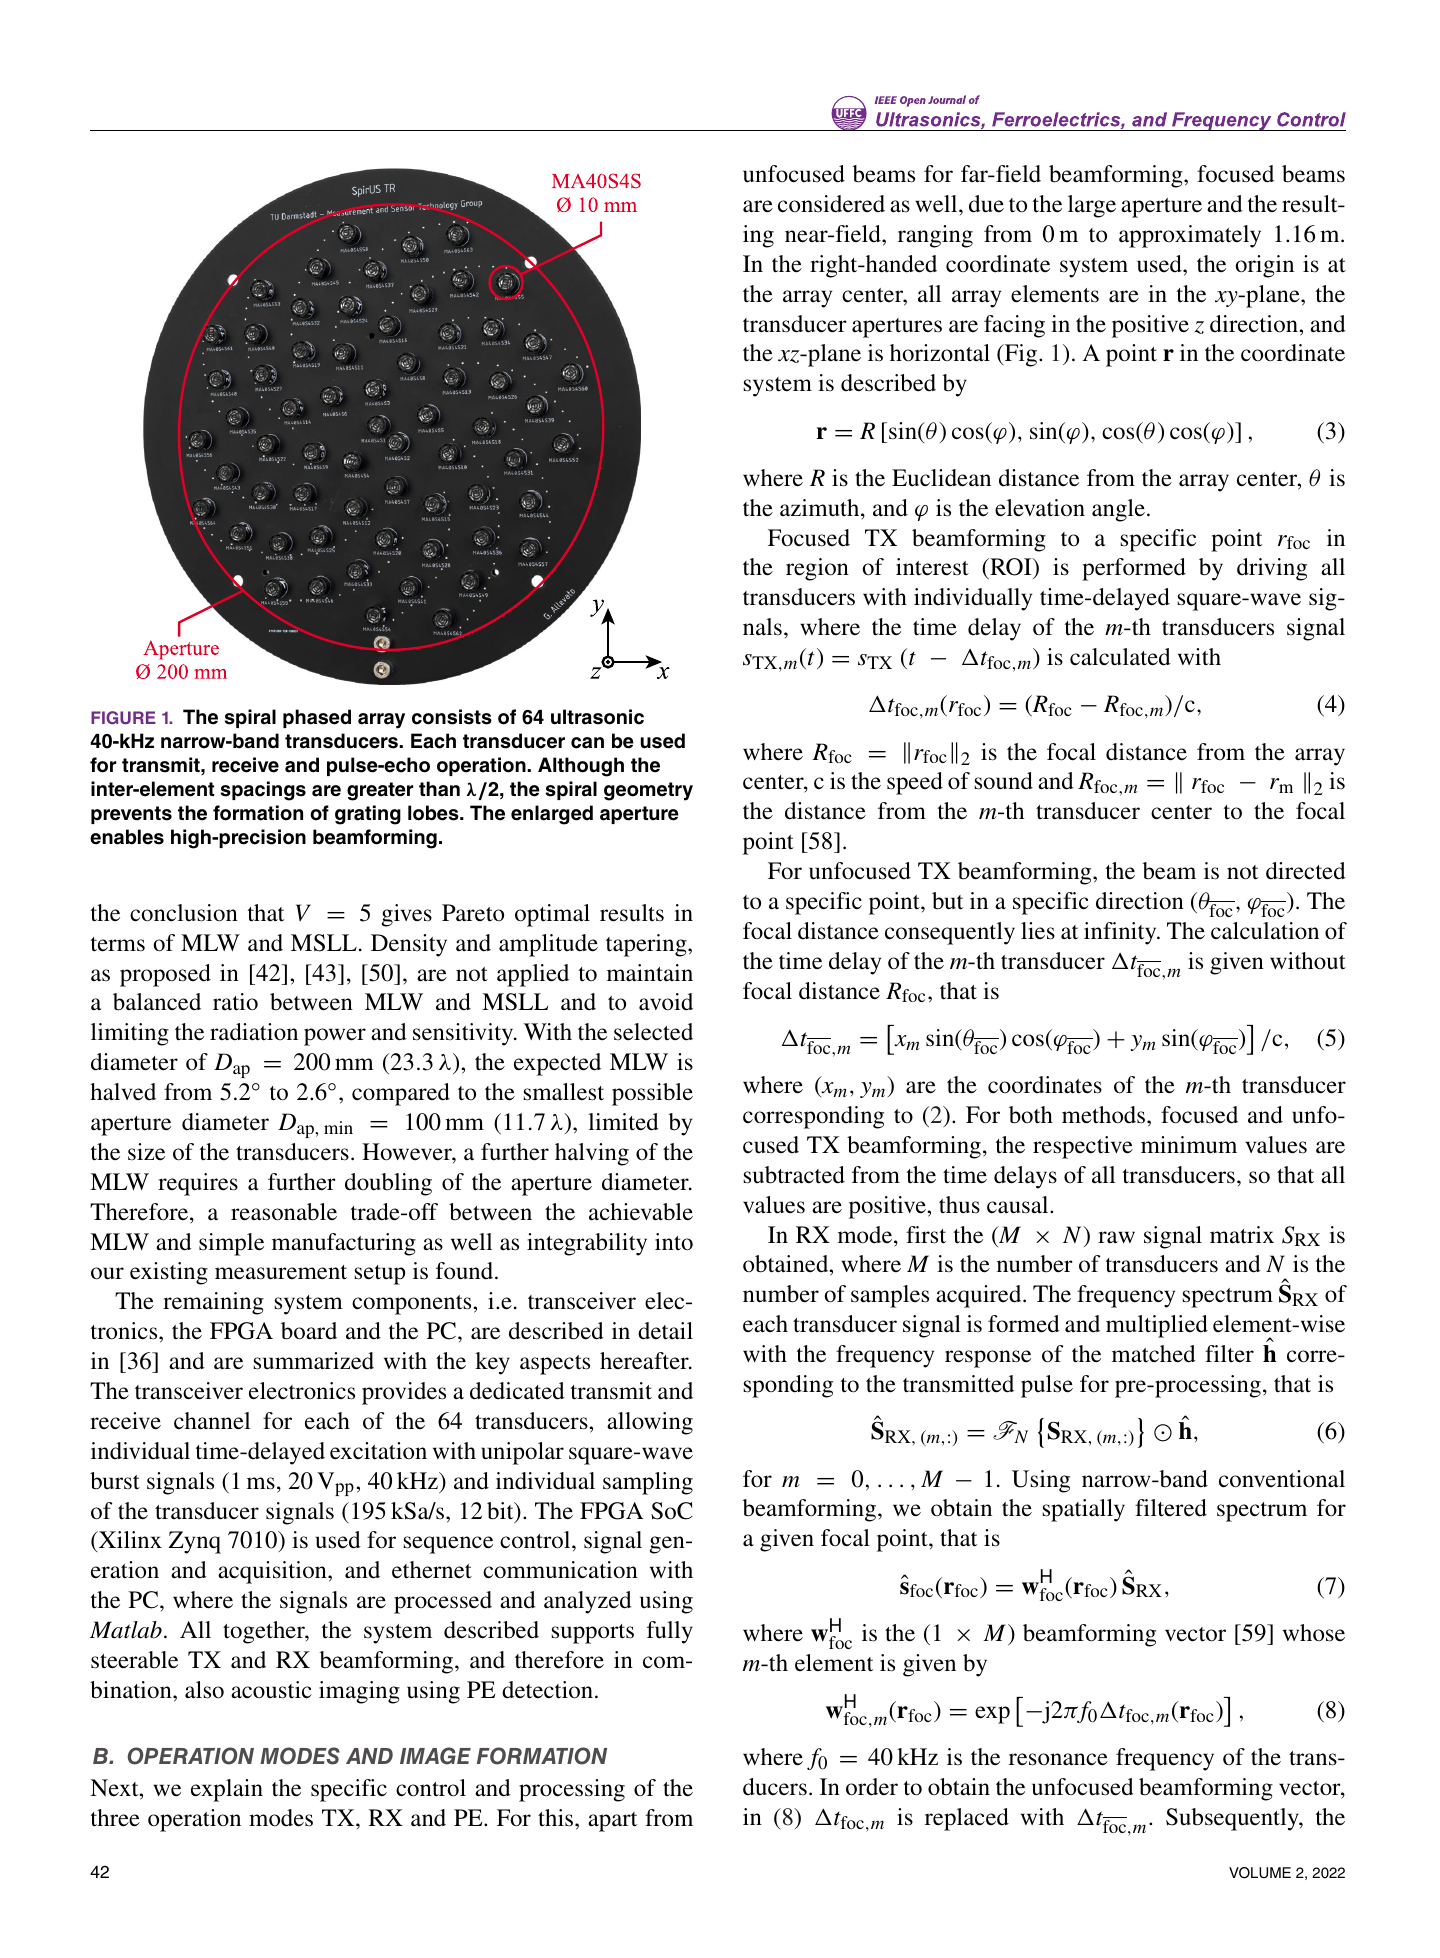 IEEE Open Journal of
Ultrasonics, Ferroelectrics, and Frequency Control
UFFC
SpirUS TR
TU Darmstadt – Measurement and Sensor Technology Group
MA40S4S
Ø 10 mm
G. Allevato
Aperture
Ø 200 mm
y
z
x
FIGURE 1. The spiral phased array consists of 64 ultrasonic
40-kHz narrow-band transducers. Each transducer can be used
for transmit, receive and pulse-echo operation. Although the
inter-element spacings are greater than λ/2, the spiral geometry
prevents the formation of grating lobes. The enlarged aperture
enables high-precision beamforming.
the conclusion that V = 5 gives Pareto optimal results in
terms of MLW and MSLL. Density and amplitude tapering,
as proposed in [42], [43], [50], are not applied to maintain
a balanced ratio between MLW and MSLL and to avoid
limiting the radiation power and sensitivity. With the selected
diameter of D_ap = 200 mm (23.3 λ), the expected MLW is
halved from 5.2° to 2.6°, compared to the smallest possible
aperture diameter D_ap, min = 100 mm (11.7 λ), limited by
the size of the transducers. However, a further halving of the
MLW requires a further doubling of the aperture diameter.
Therefore, a reasonable trade-off between the achievable
MLW and simple manufacturing as well as integrability into
our existing measurement setup is found.
The remaining system components, i.e. transceiver elec-
tronics, the FPGA board and the PC, are described in detail
in [36] and are summarized with the key aspects hereafter.
The transceiver electronics provides a dedicated transmit and
receive channel for each of the 64 transducers, allowing
individual time-delayed excitation with unipolar square-wave
burst signals (1 ms, 20 Vpp, 40 kHz) and individual sampling
of the transducer signals (195 kSa/s, 12 bit). The FPGA SoC
(Xilinx Zynq 7010) is used for sequence control, signal gen-
eration and acquisition, and ethernet communication with
the PC, where the signals are processed and analyzed using
Matlab. All together, the system described supports fully
steerable TX and RX beamforming, and therefore in com-
bination, also acoustic imaging using PE detection.
B. OPERATION MODES AND IMAGE FORMATION
Next, we explain the specific control and processing of the
three operation modes TX, RX and PE. For this, apart from
unfocused beams for far-field beamforming, focused beams
are considered as well, due to the large aperture and the result-
ing near-field, ranging from 0 m to approximately 1.16 m.
In the right-handed coordinate system used, the origin is at
the array center, all array elements are in the xy-plane, the
transducer apertures are facing in the positive z direction, and
the xz-plane is horizontal (Fig. 1). A point r in the coordinate
system is described by
r = R [sin(θ) cos(φ), sin(φ), cos(θ) cos(φ)] , (3)
where R is the Euclidean distance from the array center, θ is
the azimuth, and φ is the elevation angle.
Focused TX beamforming to a specific point r_foc in
the region of interest (ROI) is performed by driving all
transducers with individually time-delayed square-wave sig-
nals, where the time delay of the m-th transducers signal
s_TX,m(t) = s_TX (t − Δt_foc,m) is calculated with
Δt_foc,m(r_foc) = (R_foc − R_foc,m)/c, (4)
where R_foc = ‖r_foc‖₂ is the focal distance from the array
center, c is the speed of sound and R_foc,m = ‖ r_foc − r_m ‖₂ is
the distance from the m-th transducer center to the focal
point [58].
For unfocused TX beamforming, the beam is not directed
to a specific point, but in a specific direction (θ_f̅o̅c̅, φ_f̅o̅c̅). The
focal distance consequently lies at infinity. The calculation of
the time delay of the m-th transducer Δt_f̅o̅c̅,m is given without
focal distance R_foc, that is
Δt_f̅o̅c̅,m = [x_m sin(θ_f̅o̅c̅) cos(φ_f̅o̅c̅) + y_m sin(φ_f̅o̅c̅)] /c, (5)
where (x_m, y_m) are the coordinates of the m-th transducer
corresponding to (2). For both methods, focused and unfo-
cused TX beamforming, the respective minimum values are
subtracted from the time delays of all transducers, so that all
values are positive, thus causal.
In RX mode, first the (M × N) raw signal matrix S_RX is
obtained, where M is the number of transducers and N is the
number of samples acquired. The frequency spectrum Ŝ_RX of
each transducer signal is formed and multiplied element-wise
with the frequency response of the matched filter ĥ corre-
sponding to the transmitted pulse for pre-processing, that is
Ŝ_RX, (m,:) = ℱ_N {S_RX, (m,:)} ⊙ ĥ, (6)
for m = 0, . . . , M − 1. Using narrow-band conventional
beamforming, we obtain the spatially filtered spectrum for
a given focal point, that is
ŝ_foc(r_foc) = w^H_foc(r_foc) Ŝ_RX, (7)
where w^H_foc is the (1 × M) beamforming vector [59] whose
m-th element is given by
w^H_foc,m(r_foc) = exp [−j2πf₀Δt_foc,m(r_foc)] , (8)
where f₀ = 40 kHz is the resonance frequency of the trans-
ducers. In order to obtain the unfocused beamforming vector,
in (8) Δt_foc,m is replaced with Δt_f̅o̅c̅,m. Subsequently, the
42
VOLUME 2, 2022